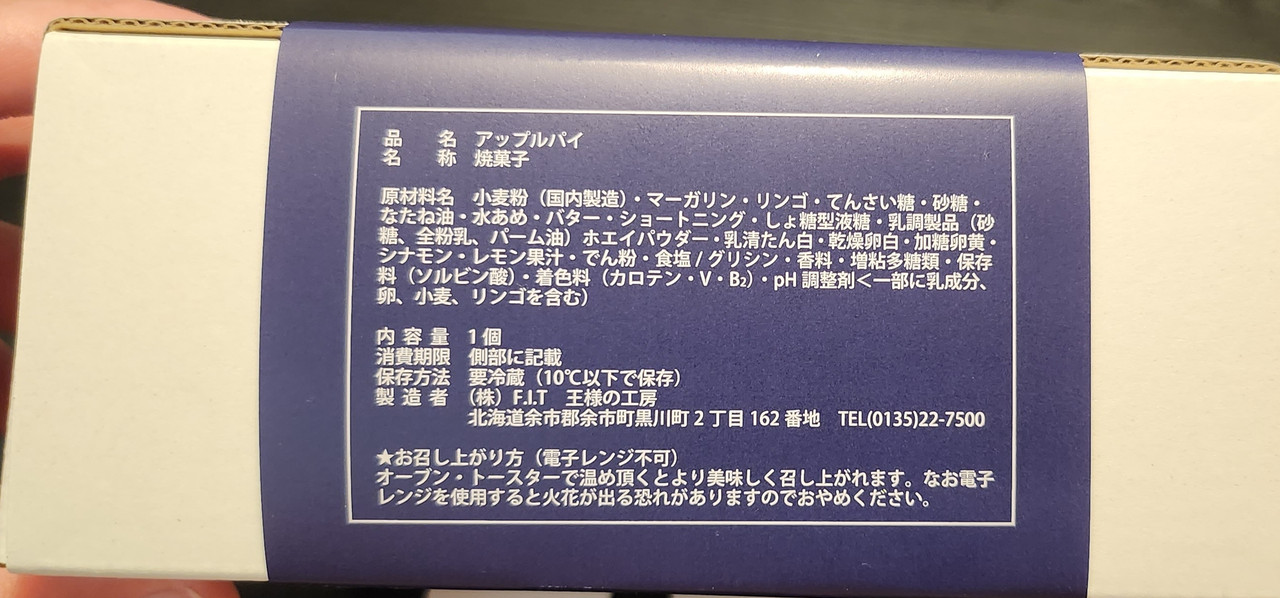 品　名　アップルパイ
名　称　焼菓子
原材料名　小麦粉（国内製造）・マーガリン・リンゴ・てんさい糖・砂糖・
なたね油・水あめ・バター・ショートニング・しょ糖型液糖・乳調製品（砂
糖、全粉乳、パーム油）ホエイパウダー・乳清たん白・乾燥卵白・加糖卵黄・
シナモン・レモン果汁・でん粉・食塩 / グリシン・香料・増粘多糖類・保存
料（ソルビン酸）・着色料（カロテン・V・B₂）・pH 調整剤＜一部に乳成分、
卵、小麦、リンゴを含む）
内容量　1 個
消費期限　側部に記載
保存方法　要冷蔵（10℃以下で保存）
製造者　（株）F.I.T　王様の工房
北海道余市郡余市町黒川町 2 丁目 162 番地　TEL(0135)22-7500
★お召し上がり方（電子レンジ不可）
オーブン・トースターで温め頂くとより美味しく召し上がれます。なお電子
レンジを使用すると火花が出る恐れがありますのでおやめください。